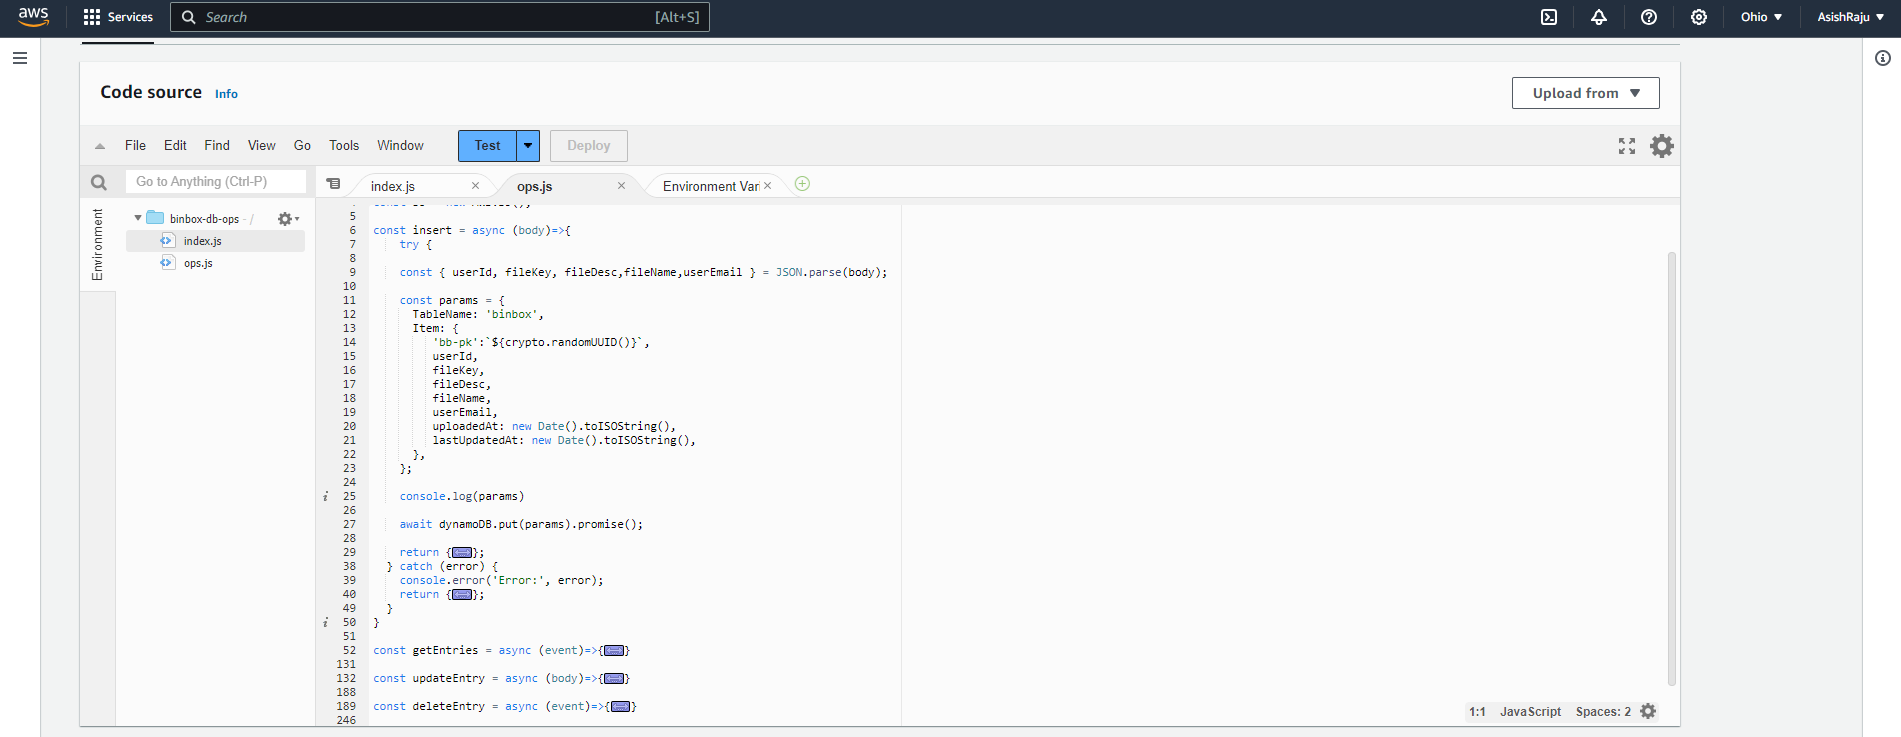 aws Services Search [Alt+S] Ohio ▼ AsishRaju ▼
Code source Info Upload from ▼
File Edit Find View Go Tools Window Test Deploy
Go to Anything (Ctrl-P) index.js × ops.js × Environment Var ×
Environment
binbox-db-ops - /
index.js
ops.js
5
6 const insert = async (body)=>{
7 try {
8
9 const { userId, fileKey, fileDesc,fileName,userEmail } = JSON.parse(body);
10
11 const params = {
12 TableName: 'binbox',
13 Item: {
14 'bb-pk':`${crypto.randomUUID()}`,
15 userId,
16 fileKey,
17 fileDesc,
18 fileName,
19 userEmail,
20 uploadedAt: new Date().toISOString(),
21 lastUpdatedAt: new Date().toISOString(),
22 },
23 };
24
i 25 console.log(params)
26
27 await dynamoDB.put(params).promise();
28
29 return {};
38 } catch (error) {
39 console.error('Error:', error);
40 return {};
49 }
i 50 }
51
52 const getEntries = async (event)=>{}
131
132 const updateEntry = async (body)=>{}
188
189 const deleteEntry = async (event)=>{}
246
1:1 JavaScript Spaces: 2